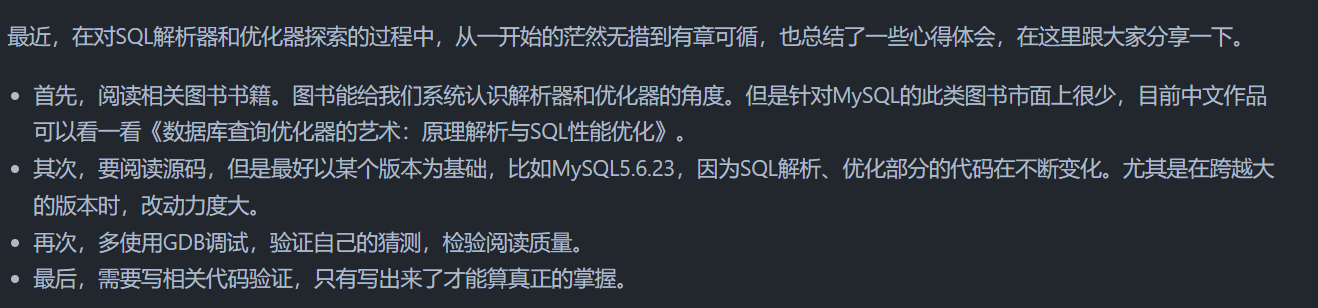 最近，在对SQL解析器和优化器探索的过程中，从一开始的茫然无措到有章可循，也总结了一些心得体会，在这里跟大家分享一下。
首先，阅读相关图书书籍。图书能给我们系统认识解析器和优化器的角度。但是针对MySQL的此类图书市面上很少，目前中文作品
可以看一看《数据库查询优化器的艺术：原理解析与SQL性能优化》。
其次，要阅读源码，但是最好以某个版本为基础，比如MySQL5.6.23，因为SQL解析、优化部分的代码在不断变化。尤其是在跨越大
的版本时，改动力度大。
再次，多使用GDB调试，验证自己的猜测，检验阅读质量。
最后，需要写相关代码验证，只有写出来了才能算真正的掌握。